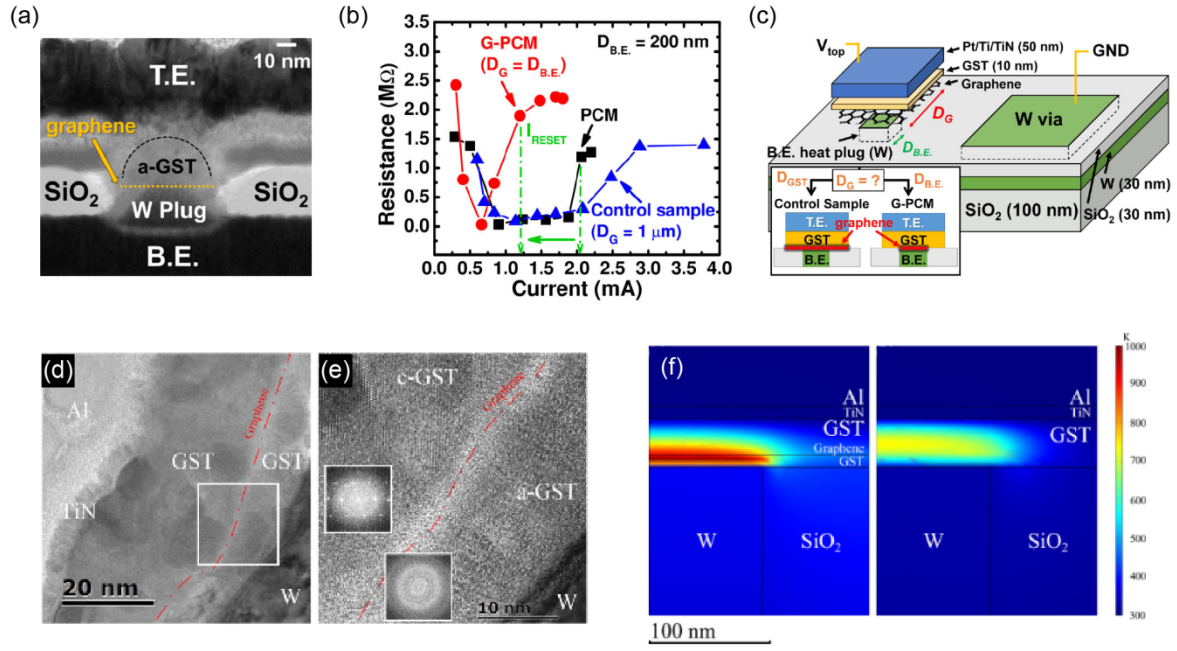 (a)
10 nm
T.E.
graphene
a-GST
SiO2
SiO2
W Plug
B.E.
(b)
Resistance (MΩ)
3.5
3.0
2.5
2.0
1.5
1.0
0.5
0.0
G-PCM
(DG = DB.E.)
DB.E. = 200 nm
PCM
IRESET
Control sample
(DG = 1 μm)
0.0 0.5 1.0 1.5 2.0 2.5 3.0 3.5 4.0
Current (mA)
(c)
Vtop
Pt/Ti/TiN (50 nm)
GST (10 nm)
Graphene
GND
DG
W via
B.E. heat plug (W)
DB.E.
W (30 nm)
SiO2 (30 nm)
SiO2 (100 nm)
DGST
DG = ?
DB.E.
Control Sample
G-PCM
graphene
T.E.
T.E.
GST
GST
B.E.
B.E.
(d)
Al
Graphene
GST
GST
TiN
20 nm
W
(e)
c-GST
Graphene
a-GST
10 nm
W
(f)
Al
TiN
GST
Graphene
GST
W
SiO2
100 nm
Al
TiN
GST
W
SiO2
K
1000
900
800
700
600
500
400
300